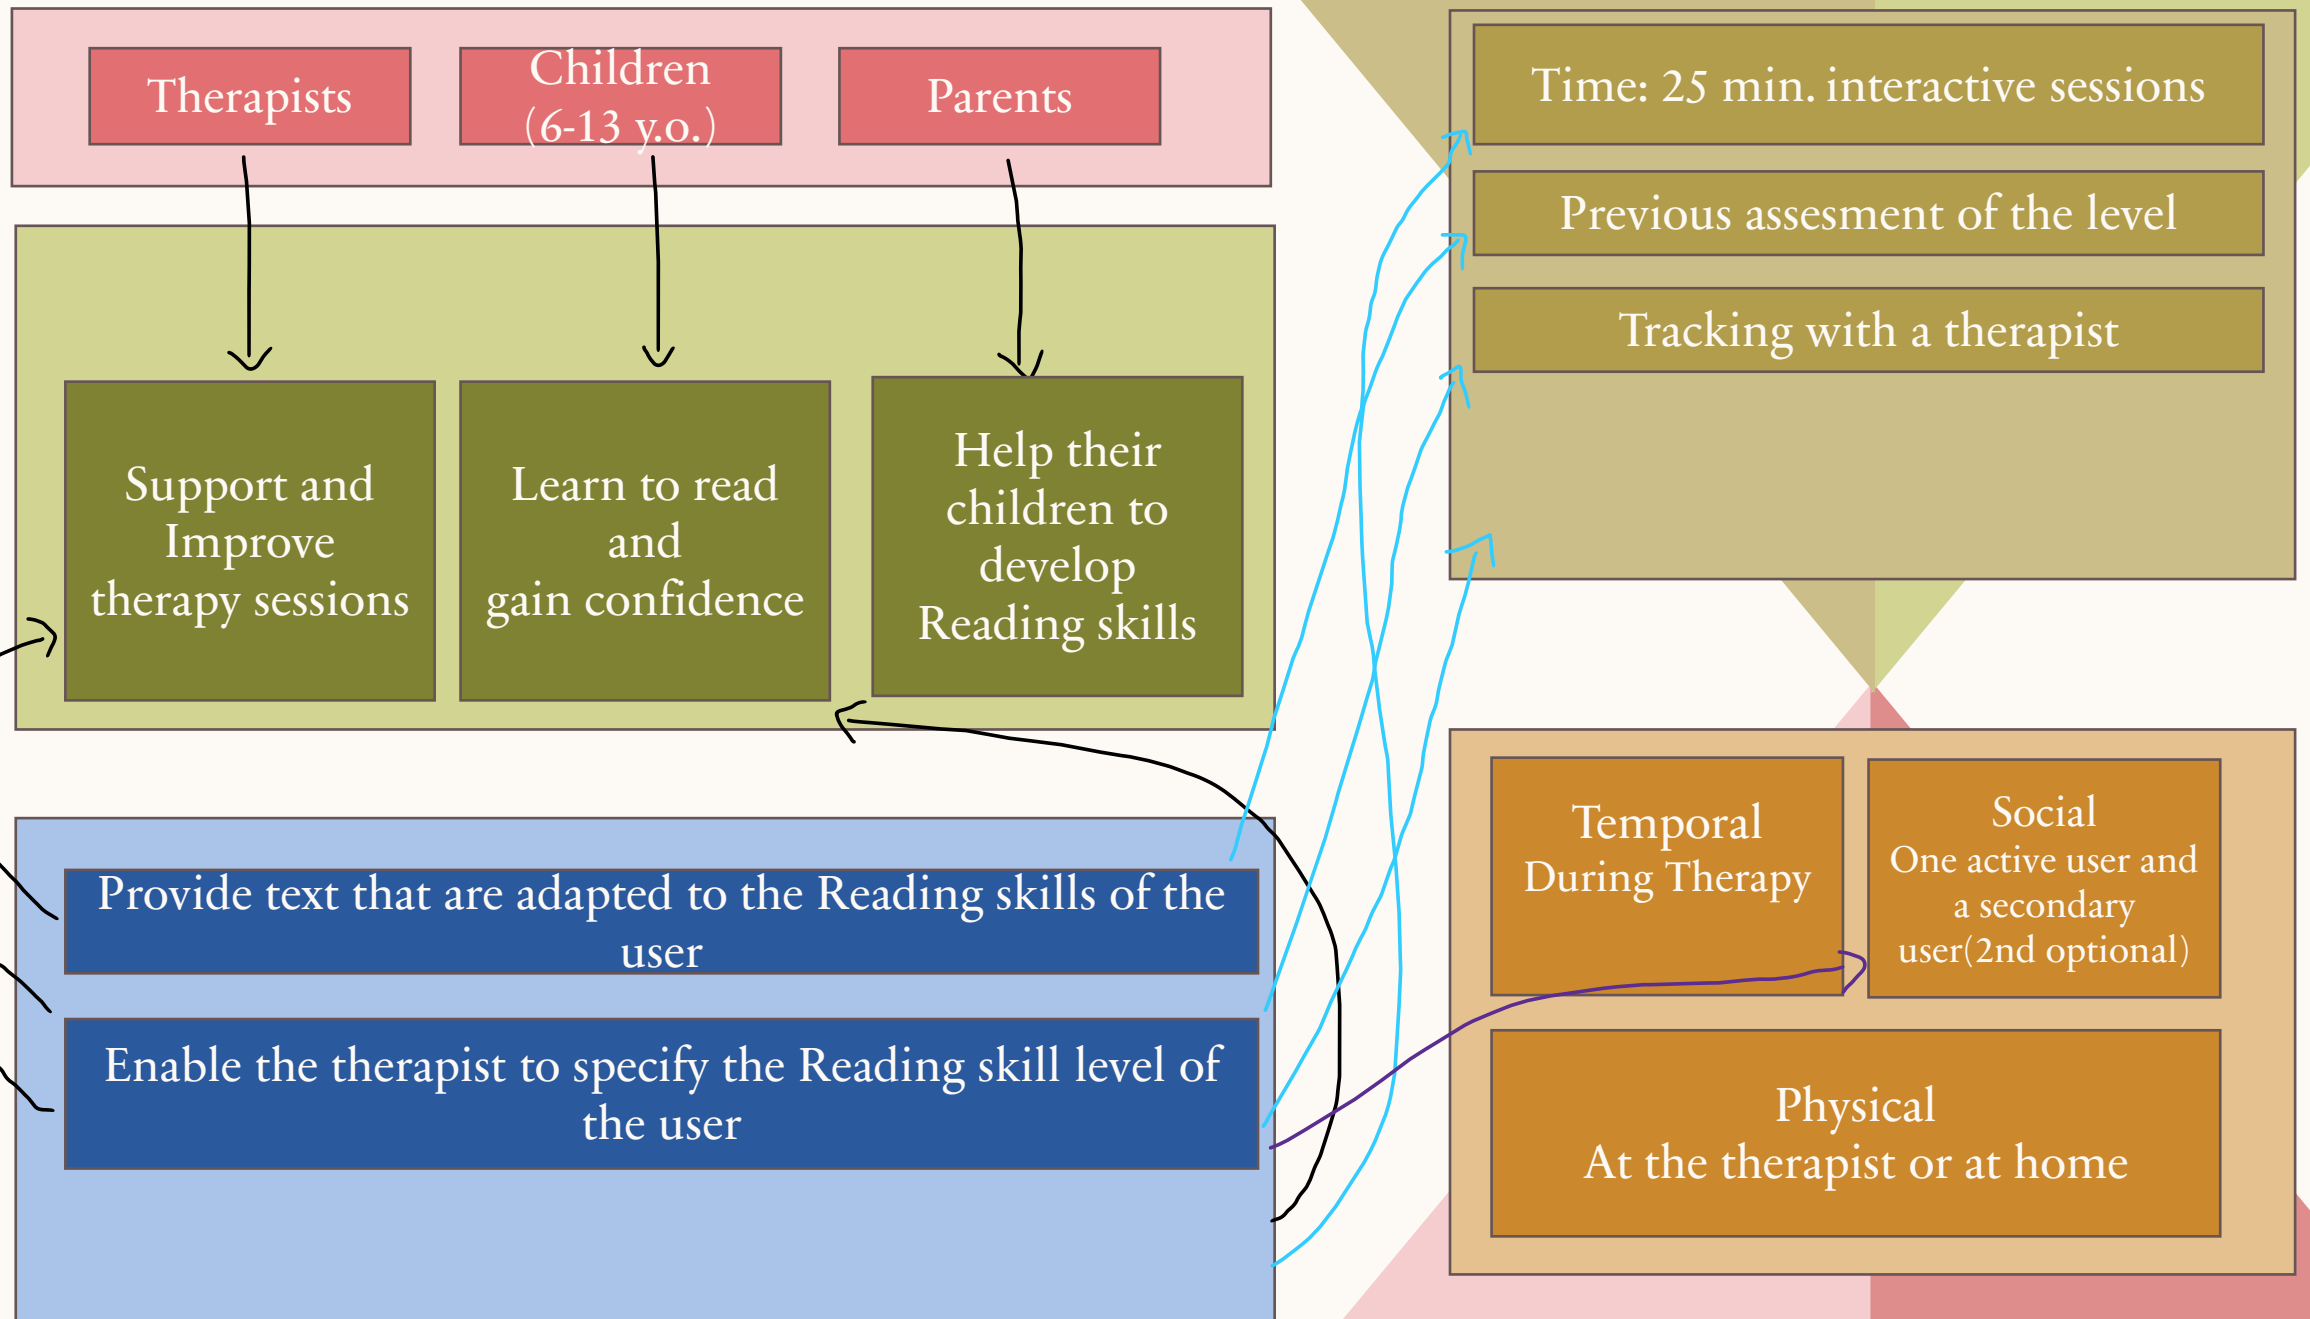 Therapists
Children
(6-13 y.o.)
Parents
Support and
Improve
therapy sessions
Learn to read
and
gain confidence
Help their
children to
develop
Reading skills
Provide text that are adapted to the Reading skills of the
user
Enable the therapist to specify the Reading skill level of
the user
Time: 25 min. interactive sessions
Previous assesment of the level
Tracking with a therapist
Temporal
During Therapy
Social
One active user and
a secondary
user(2nd optional)
Physical
At the therapist or at home